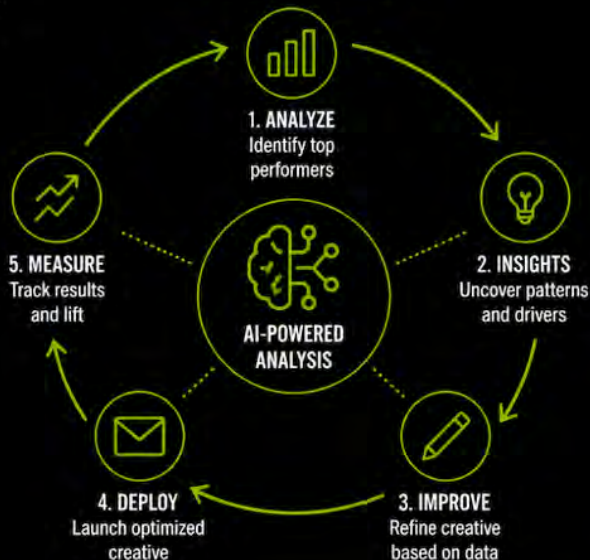 1. ANALYZE
Identify top
performers
2. INSIGHTS
Uncover patterns
and drivers
3. IMPROVE
Refine creative
based on data
4. DEPLOY
Launch optimized
creative
5. MEASURE
Track results
and lift
AI-POWERED
ANALYSIS